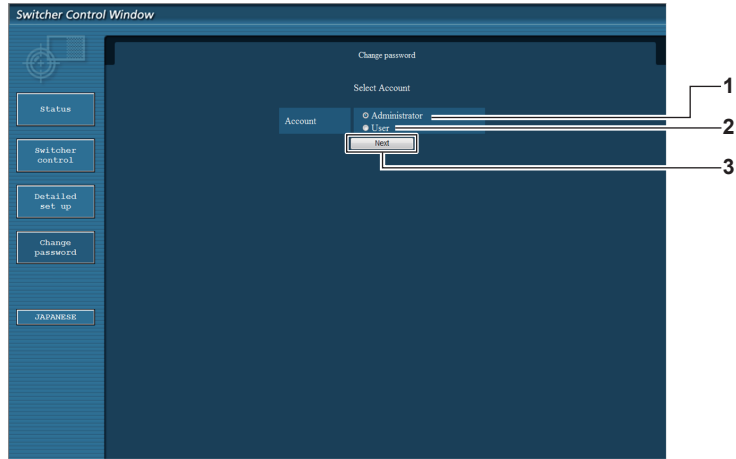 Switcher Control Window
Change password
Select Account
Account
Administrator
User
Next
Status
Switcher
control
Detailed
set up
Change
password
JAPANESE
1
2
3